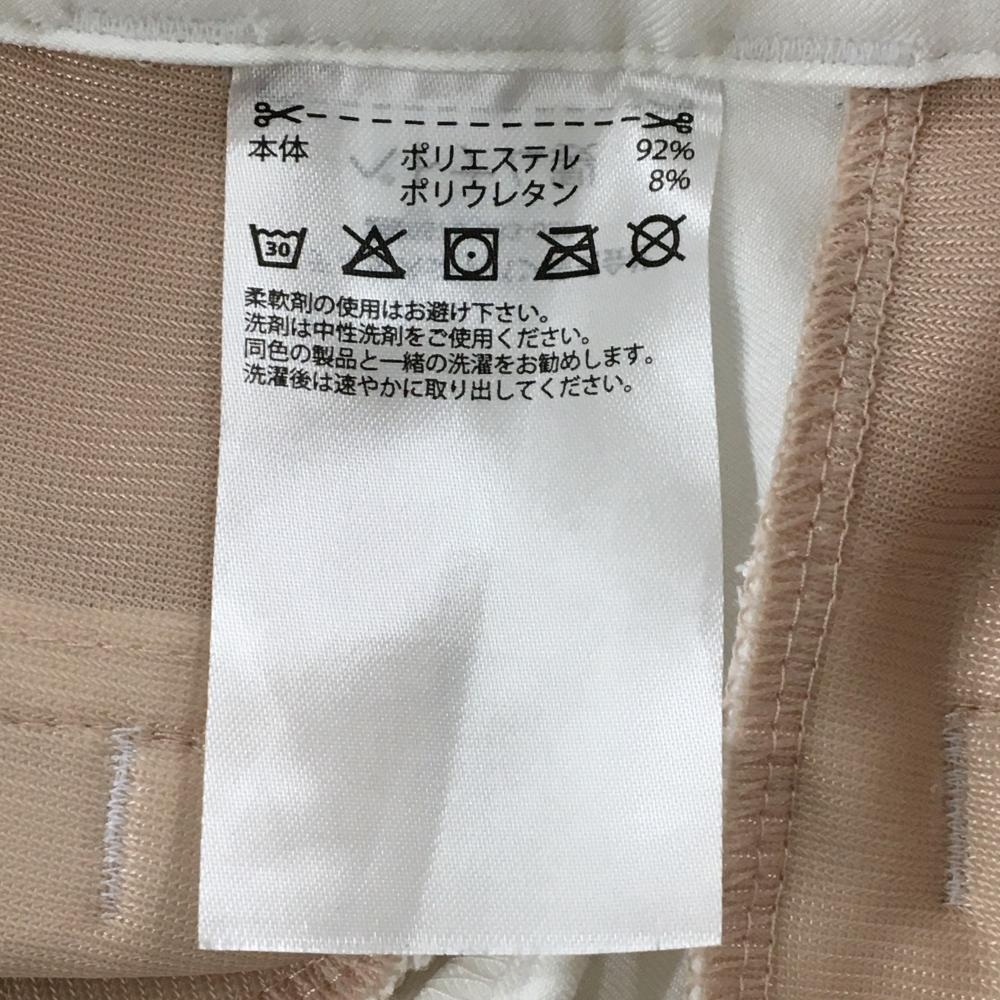 本体 ポリエステル 92%
ポリウレタン 8%
30
柔軟剤の使用はお避け下さい。
洗剤は中性洗剤をご使用ください。
同色の製品と一緒の洗濯をお勧めします。
洗濯後は速やかに取り出してください。